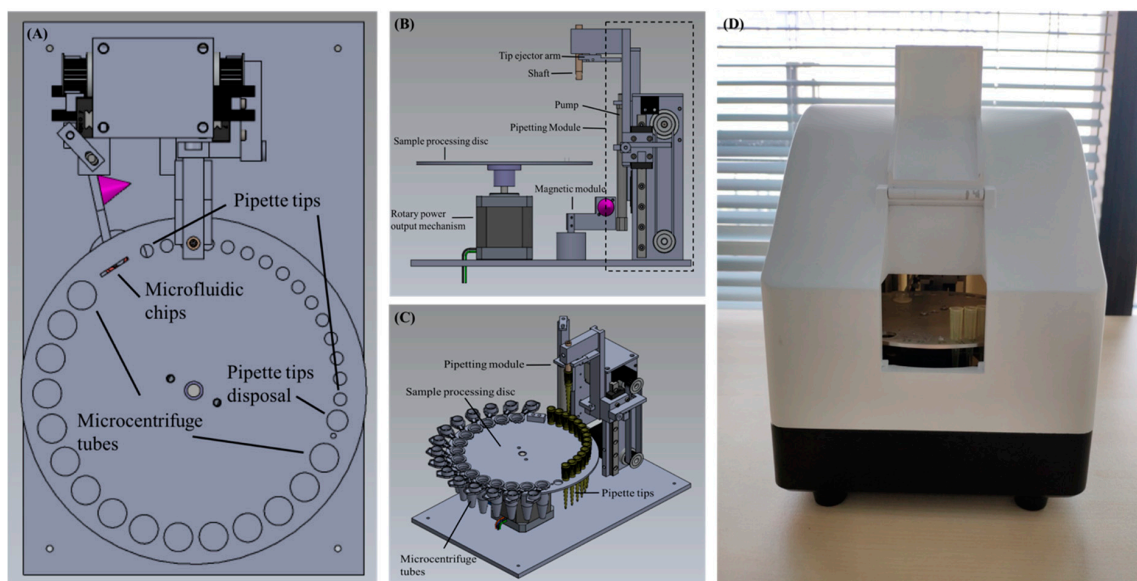 (A)
Pipette tips
Microfluidic
chips
Pipette tips
disposal
Microcentrifuge
tubes
(B)
Tip ejector arm
Shaft
Pump
Pipetting Module
Sample processing disc
Magnetic module
Rotary power
output mechanism
(C)
Pipetting module
Sample processing disc
Pipette tips
Microcentrifuge
tubes
(D)